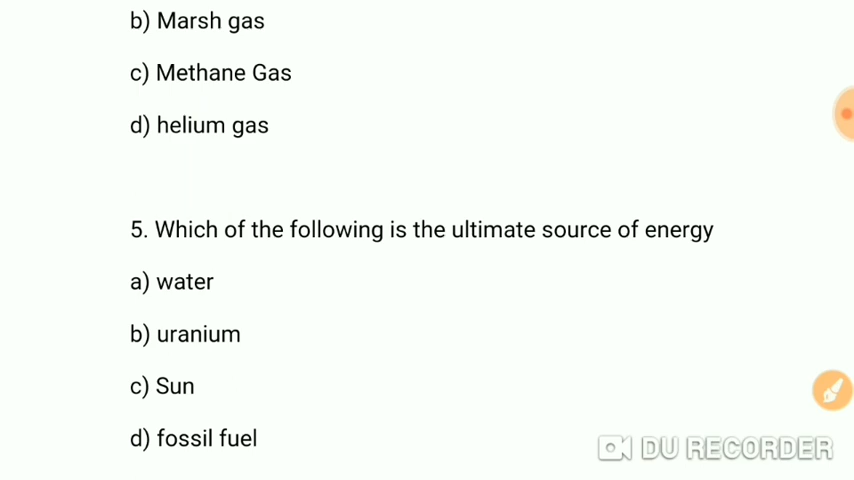 b) Marsh gas
c) Methane Gas
d) helium gas
5. Which of the following is the ultimate source of energy
a) water
b) uranium
c) Sun
d) fossil fuel
DU RECORDER